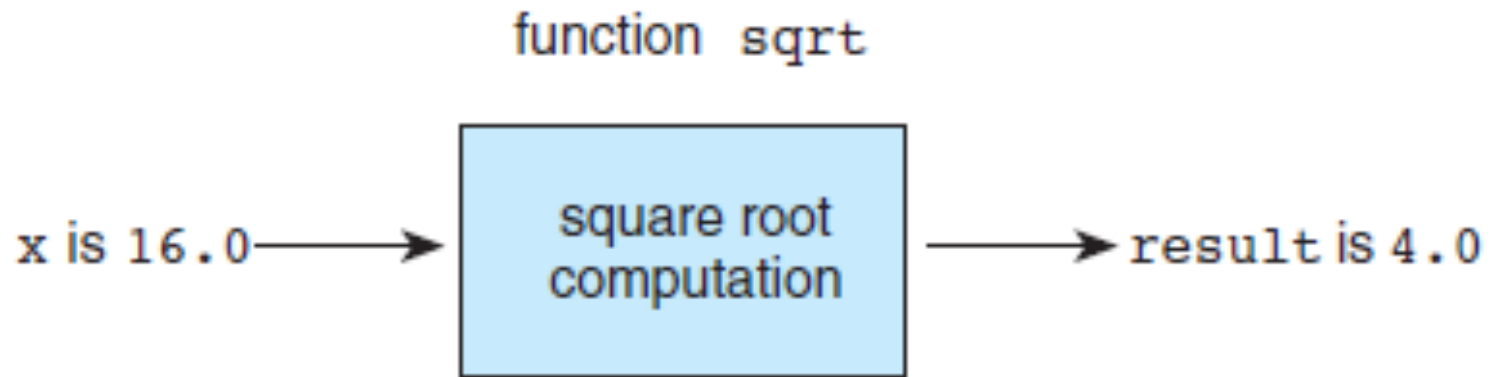 function sqrt
x is 16.0
square root
computation
result is 4.0